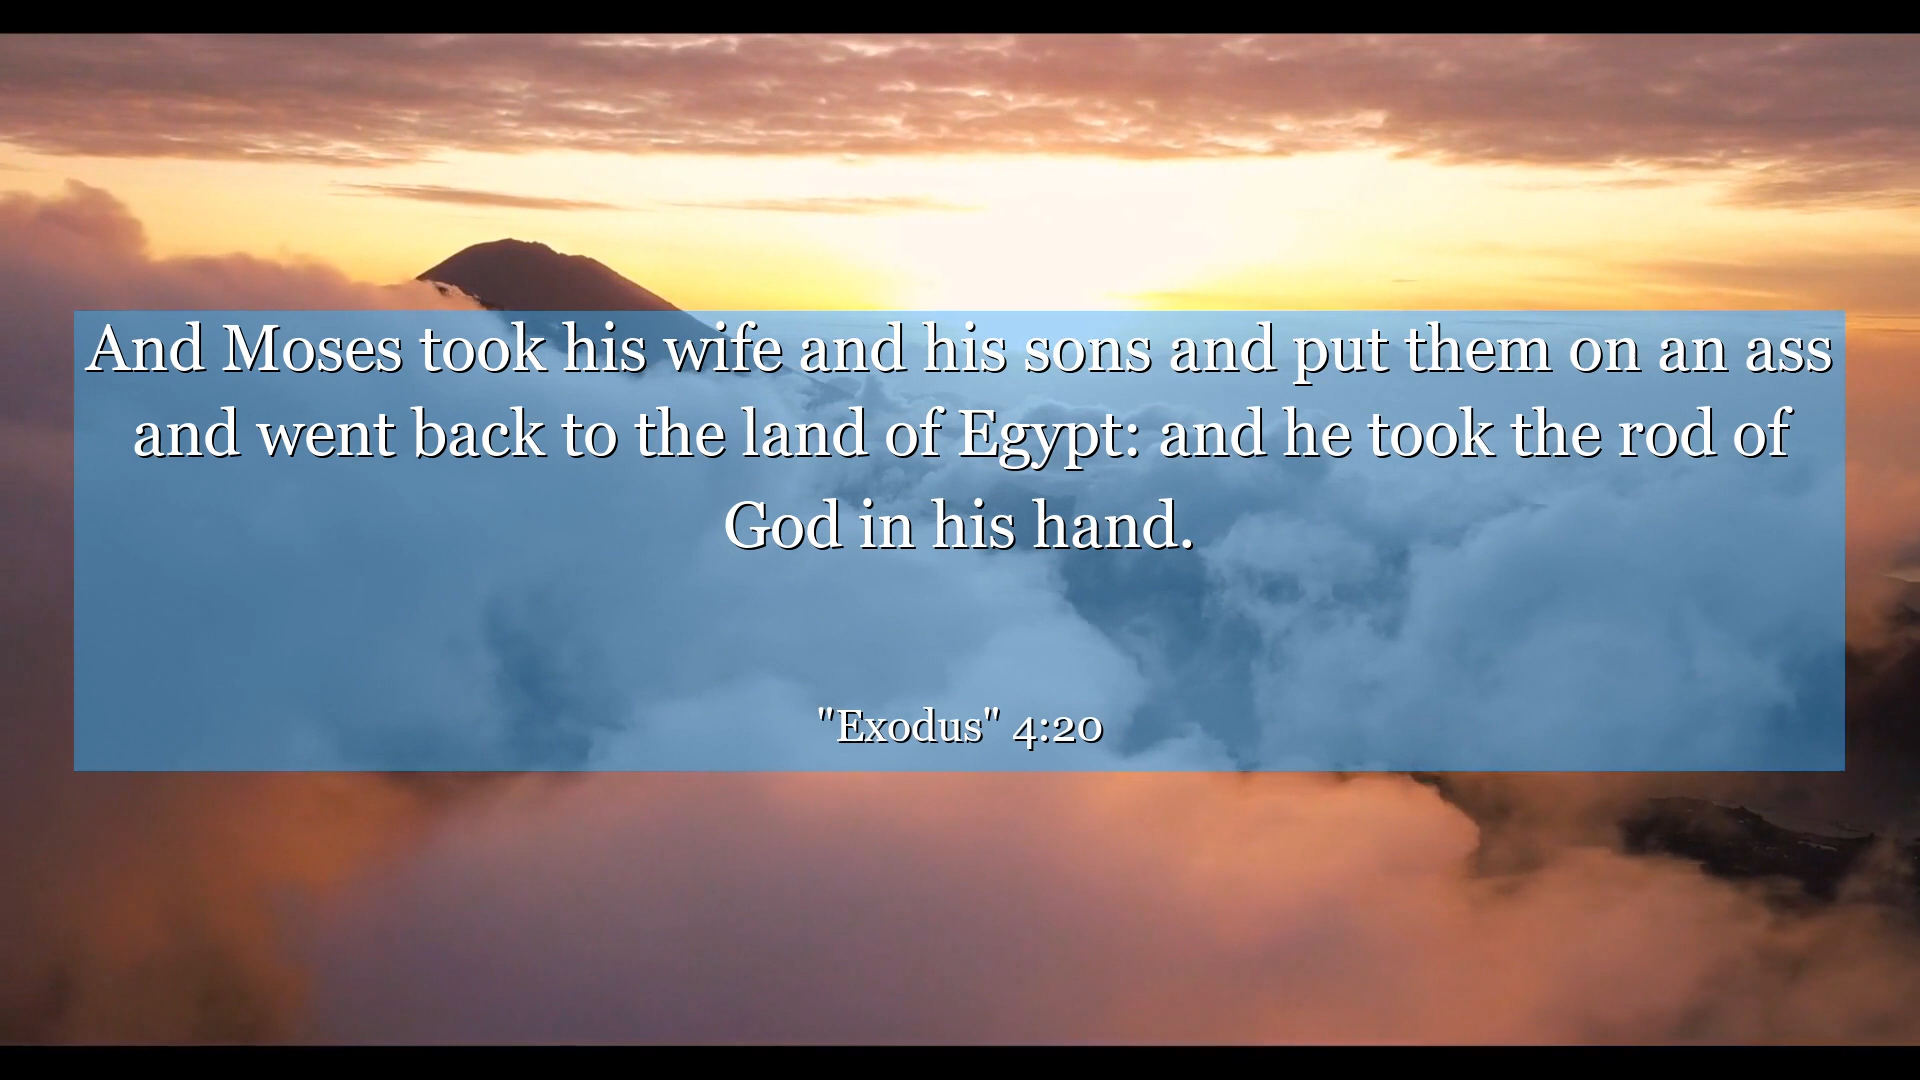 And Moses took his wife and his sons and put them on an ass
and went back to the land of Egypt: and he took the rod of
God in his hand.
"Exodus" 4:20